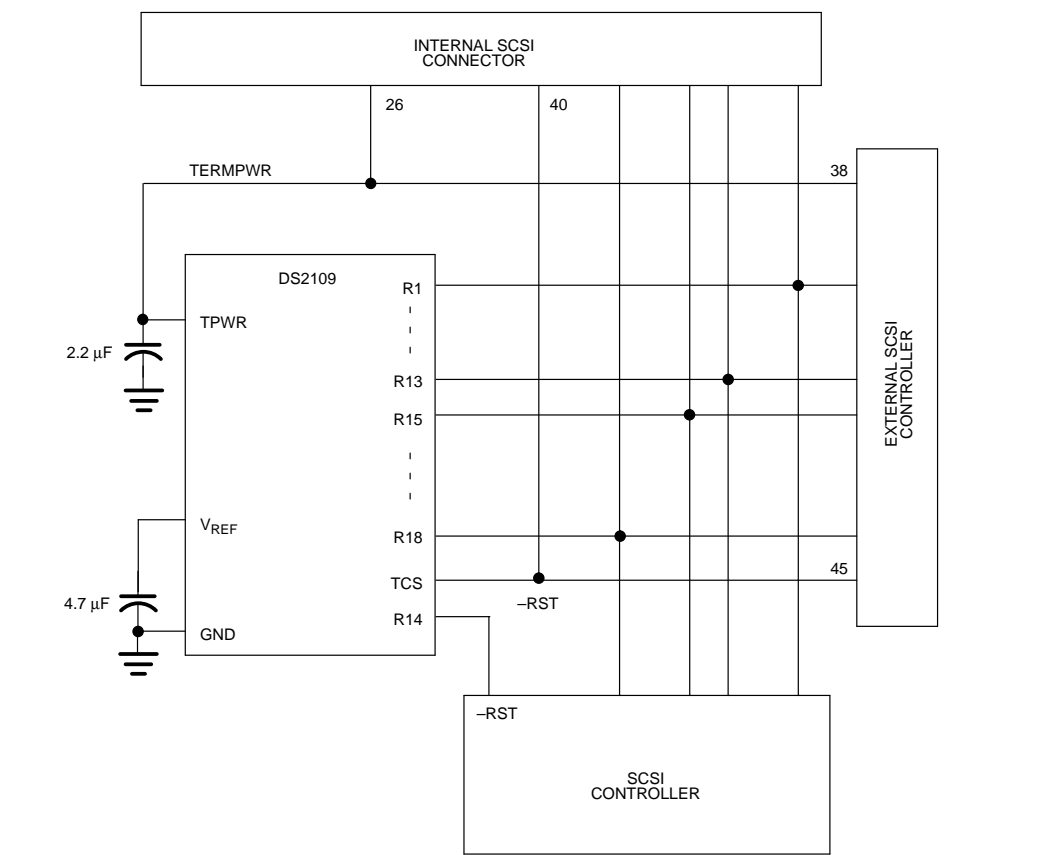 INTERNAL SCSI
CONNECTOR
26
40
TERMPWR
38
DS2109
R1
TPWR
2.2 µF
R13
R15
EXTERNAL SCSI
CONTROLLER
VREF
R18
45
TCS
4.7 µF
–RST
R14
GND
–RST
SCSI
CONTROLLER